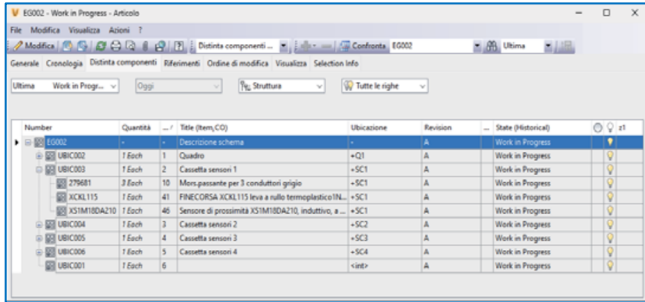 EG002 - Work in Progress - Articolo
File Modifica Visualizza Azioni ?
Modifica Distinta componenti ... Confronta EG002 Ultima
Generale Cronologia Distinta componenti Riferimenti Ordine di modifica Visualizza Selection Info
Ultima Work in Progr... Oggi Struttura Tutte le righe
Number Quantità ... Title (Item,CO) Ubicazione Revision ... State (Historical) z1
EG002 - - Descrizione schema - A Work in Progress
UBIC002 1 Each 1 Quadro +Q1 A Work in Progress
UBIC003 1 Each 2 Cassetta sensori 1 +SC1 A Work in Progress
279681 3 Each 10 Mors.passante per 3 conduttori grigio +SC1 A Work in Progress
XCKL115 1 Each 41 FINECORSA XCKL115 leva a rullo termoplastico1N... +SC1 A Work in Progress
XS1M18DA210 1 Each 46 Sensore di prossimità XS1M18DA210, induttivo, a ... +SC1 A Work in Progress
UBIC004 1 Each 3 Cassetta sensori 2 +SC2 A Work in Progress
UBIC005 1 Each 4 Cassetta sensori 3 +SC3 A Work in Progress
UBIC006 1 Each 5 Cassetta sensori 4 +SC4 A Work in Progress
UBIC001 1 Each 6 <int> A Work in Progress